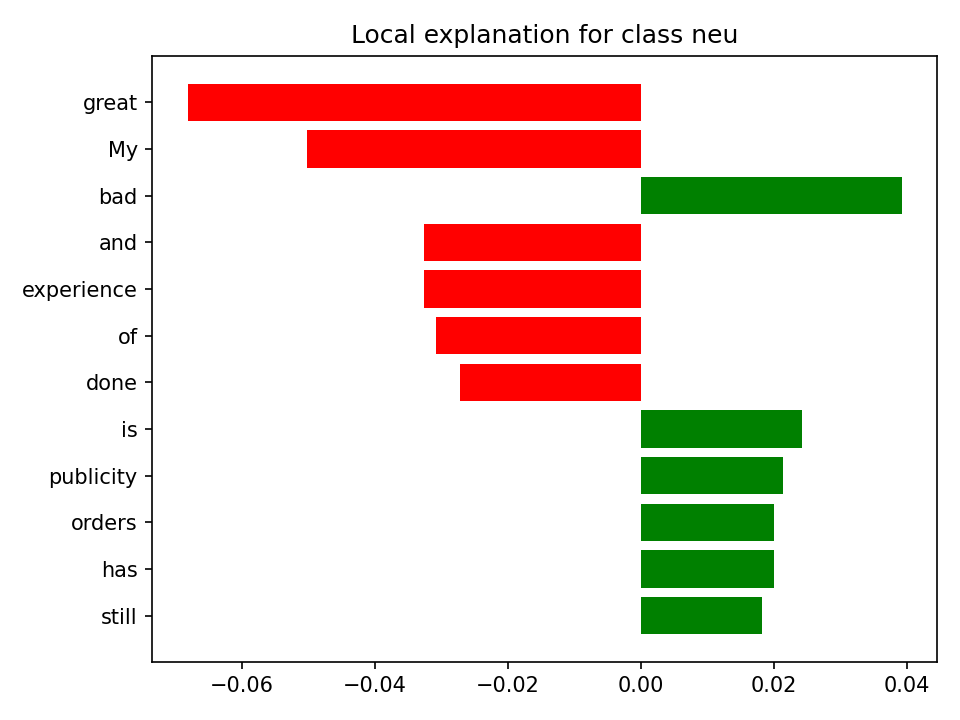 Local explanation for class neu
great
My
bad
and
experience
of
done
is
publicity
orders
has
still
−0.06 −0.04 −0.02 0.00 0.02 0.04